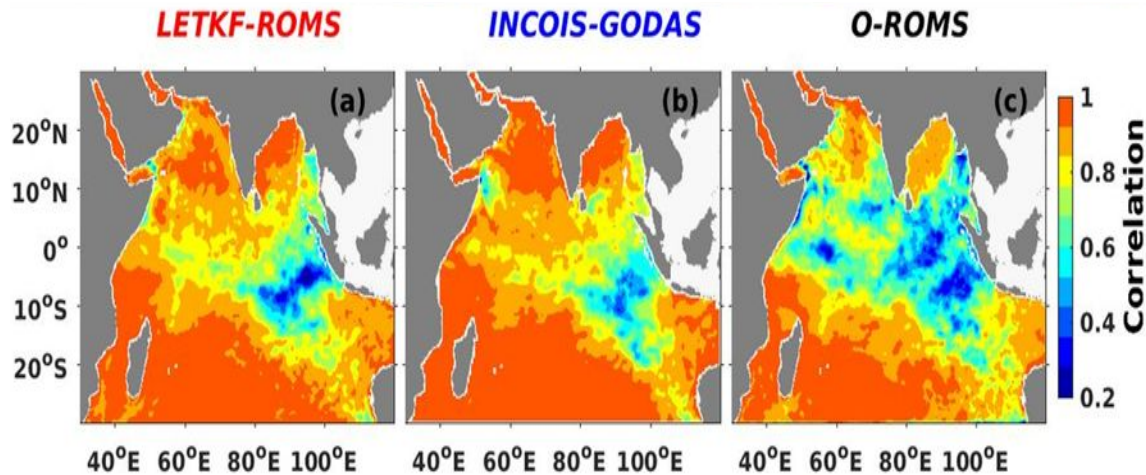 LETKF-ROMS INCOIS-GODAS O-ROMS
(a) (b) (c)
20°N
10°N
0°
10°S
20°S
40°E 60°E 80°E 100°E 40°E 60°E 80°E 100°E 40°E 60°E 80°E 100°E
1
0.8
0.6
0.4
0.2
Correlation